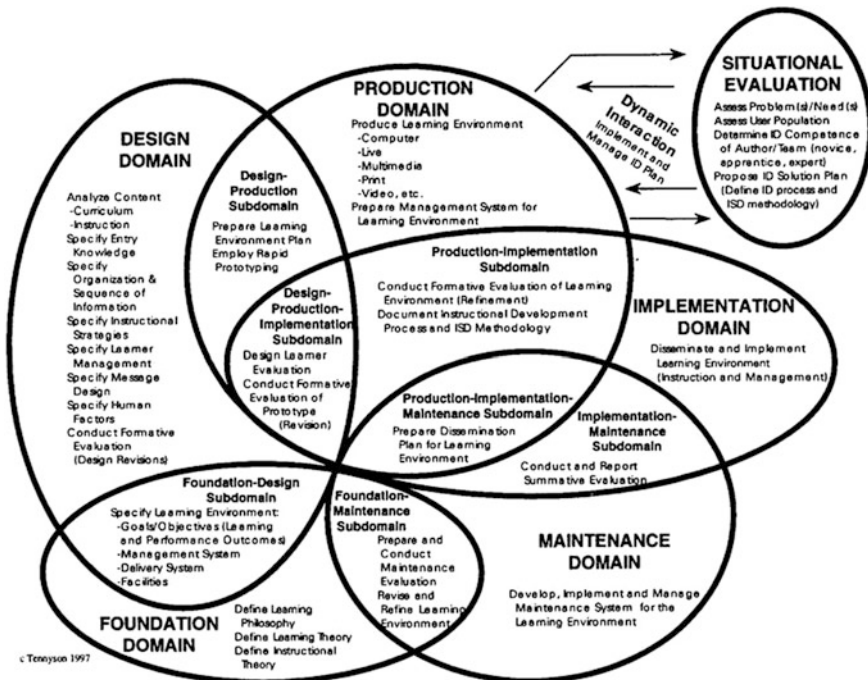 SITUATIONAL
EVALUATION
Assess Problem(s)/Need(s)
Assess User Population
Determine ID Competence
of Author/Team (novice,
apprentice, expert)
Propose ID Solution Plan
(Define ID process and
ISD methodology)
Dynamic
Interaction
Implement and
Manage ID Plan
PRODUCTION
DOMAIN
Produce Learning Environment
-Computer
-Live
-Multimedia
-Print
-Video, etc.
Prepare Management System for
Learning Environment
DESIGN
DOMAIN
Analyze Content
-Curriculum
-Instruction
Specify Entry
Knowledge
Specify
Organization &
Sequence of
Information
Specify Instructional
Strategies
Specify Learner
Management
Specify Message
Design
Specify Human
Factors
Conduct Formative
Evaluation
(Design Revisions)
Design-
Production
Subdomain
Prepare Learning
Environment Plan
Employ Rapid
Prototyping
Production-Implementation
Subdomain
Conduct Formative Evaluation of Learning
Environment (Refinement)
Document Instructional Development
Process and ISD Methodology
Design-
Production-
Implementation
Subdomain
Design Learner
Evaluation
Conduct Formative
Evaluation of
Prototype
(Revision)
IMPLEMENTATION
DOMAIN
Disseminate and Implement
Learning Environment
(Instruction and Management)
Production-Implementation-
Maintenance Subdomain
Prepare Dissemination
Plan for Learning
Environment
Implementation-
Maintenance
Subdomain
Conduct and Report
Summative Evaluation
Foundation-Design
Subdomain
Specify Learning Environment:
-Goals/Objectives (Learning
and Performance Outcomes)
-Management System
-Delivery System
-Facilities
Foundation-
Maintenance
Subdomain
Prepare and
Conduct
Maintenance
Evaluation
Revise and
Refine Learning
Environment
MAINTENANCE
DOMAIN
Develop, Implement and Manage
Maintenance System for the
Learning Environment
FOUNDATION
DOMAIN
Define Learning
Philosophy
Define Learning Theory
Define Instructional
Theory
c Tennyson 1997